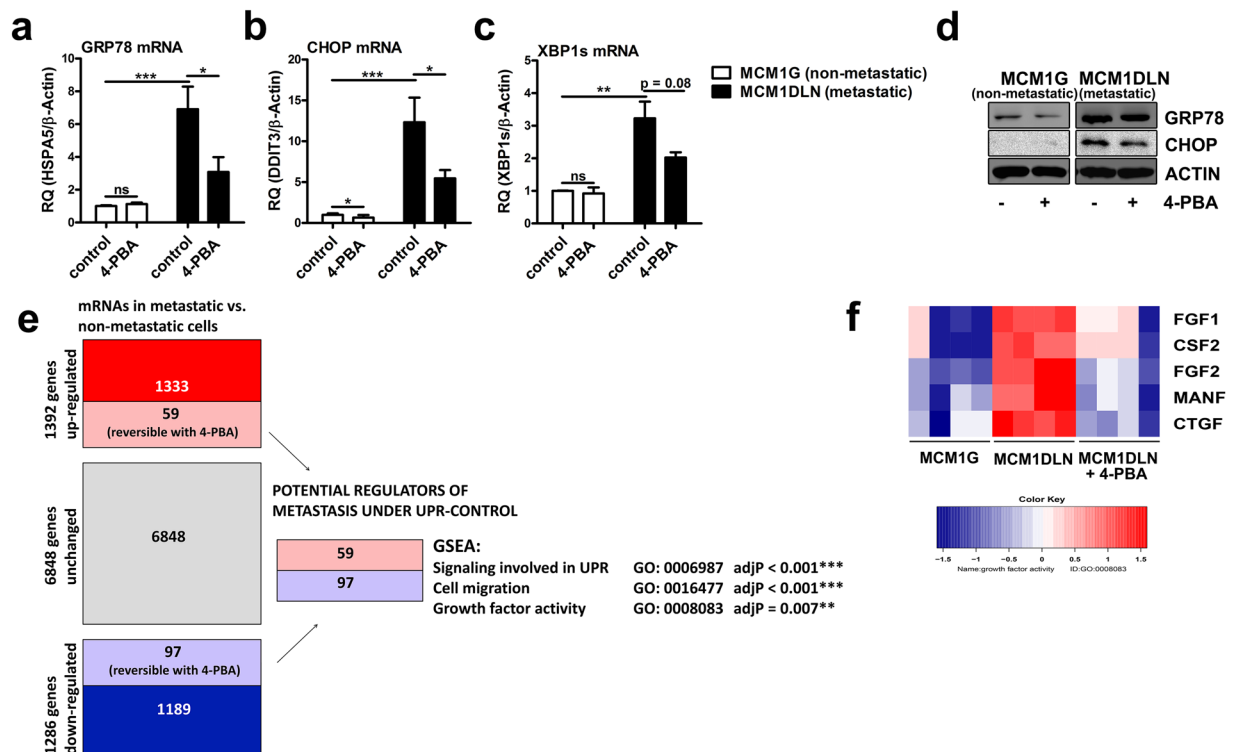 a
GRP78 mRNA
RQ (HSPA5/β-Actin)
10
8
6
4
2
0
***
*
ns
control
4-PBA
control
4-PBA
b
CHOP mRNA
RQ (DDIT3/β-Actin)
20
15
10
5
0
***
*
*
control
4-PBA
control
4-PBA
c
XBP1s mRNA
RQ (XBP1s/β-Actin)
5
4
3
2
1
0
**
p = 0.08
ns
control
4-PBA
control
4-PBA
MCM1G (non-metastatic)
MCM1DLN (metastatic)
d
MCM1G
(non-metastatic)
MCM1DLN
(metastatic)
GRP78
CHOP
ACTIN
- + - + 4-PBA
e
mRNAs in metastatic vs.
non-metastatic cells
1392 genes
up-regulated
1333
59
(reversible with 4-PBA)
6848 genes
unchanged
6848
1286 genes
down-regulated
97
(reversible with 4-PBA)
1189
POTENTIAL REGULATORS OF
METASTASIS UNDER UPR-CONTROL
59
97
GSEA:
Signaling involved in UPR GO: 0006987 adjP < 0.001***
Cell migration GO: 0016477 adjP < 0.001***
Growth factor activity GO: 0008083 adjP = 0.007**
f
FGF1
CSF2
FGF2
MANF
CTGF
MCM1G
MCM1DLN
MCM1DLN
+ 4-PBA
Color Key
−1.5 −1 −0.5 0 0.5 1 1.5
Name:growth factor activity ID:GO:0008083